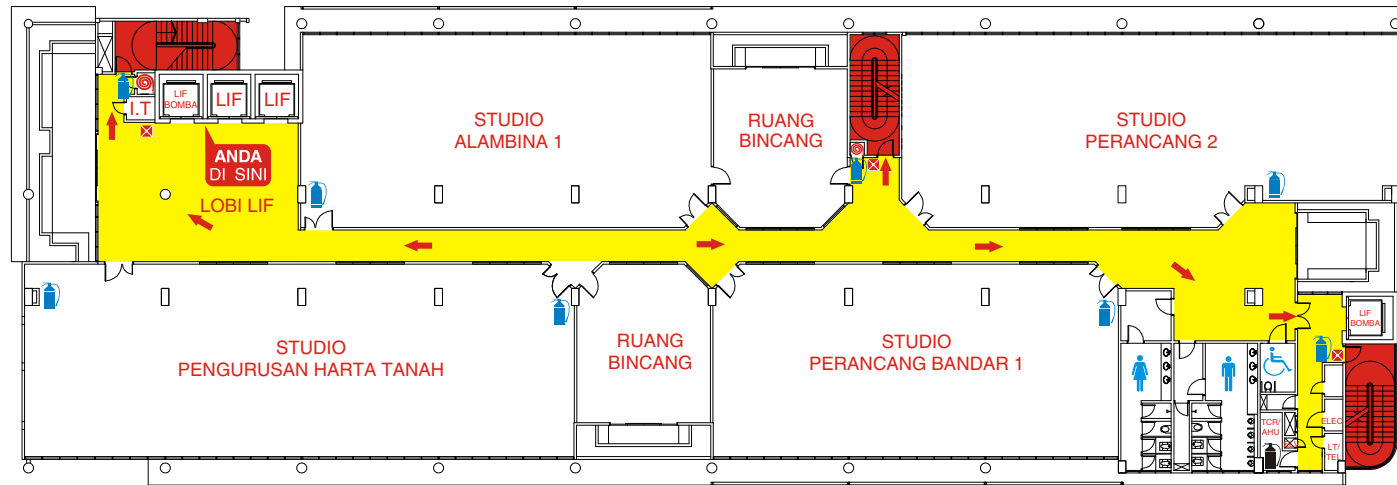 I.T
LIF
BOMBA
LIF
LIF
ANDA
DI SINI
LOBI LIF
STUDIO
ALAMBINA 1
RUANG
BINCANG
STUDIO
PERANCANG 2
STUDIO
PENGURUSAN HARTA TANAH
RUANG
BINCANG
STUDIO
PERANCANG BANDAR 1
LIF
BOMBA
TCR/
AHU
ELEC
LT/
TEL